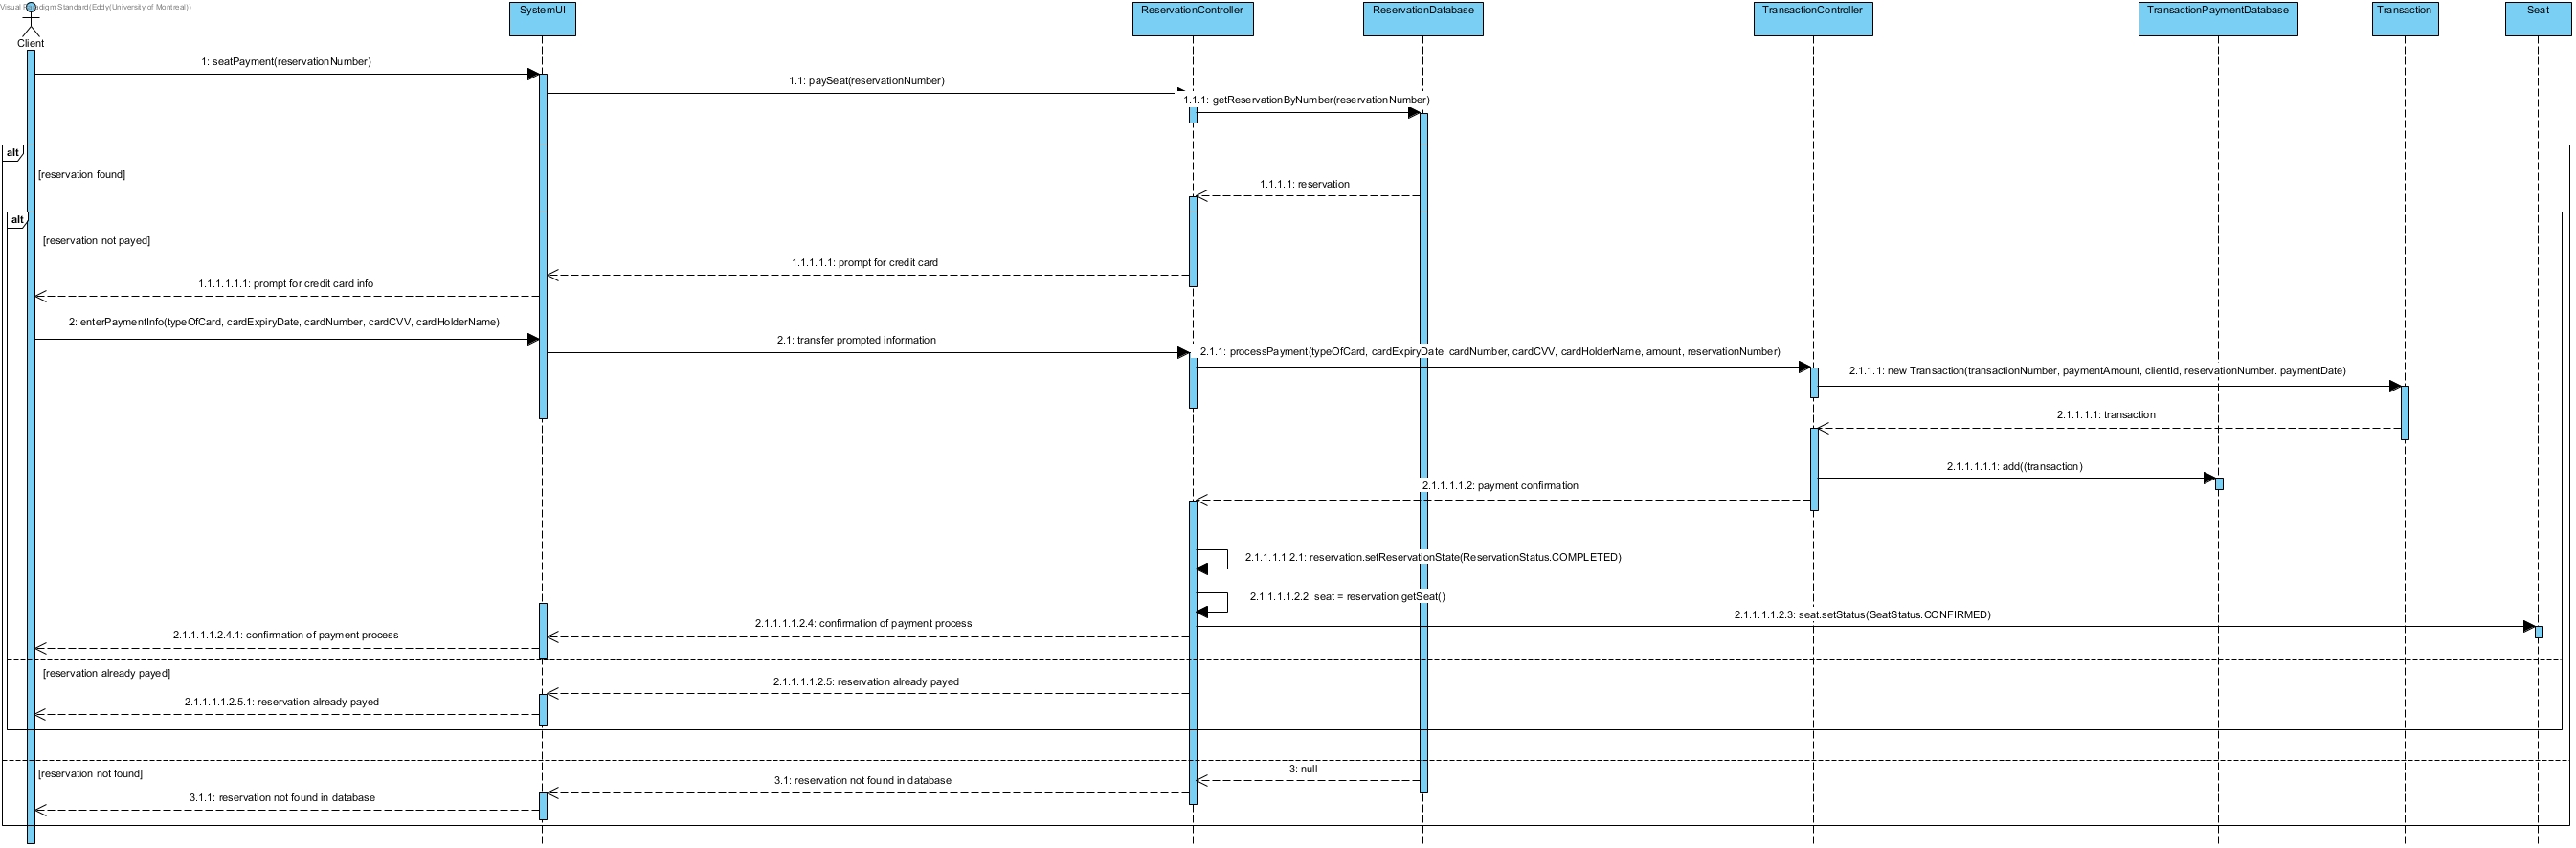 Visual Paradigm Standard(Eddy(University of Montreal))
Client
SystemUI
ReservationController
ReservationDatabase
TransactionController
TransactionPaymentDatabase
Transaction
Seat
1: seatPayment(reservationNumber)
1.1: paySeat(reservationNumber)
1.1.1: getReservationByNumber(reservationNumber)
alt
[reservation found]
1.1.1.1: reservation
alt
[reservation not payed]
1.1.1.1.1: prompt for credit card
1.1.1.1.1.1: prompt for credit card info
2: enterPaymentInfo(typeOfCard, cardExpiryDate, cardNumber, cardCVV, cardHolderName)
2.1: transfer prompted information
2.1.1: processPayment(typeOfCard, cardExpiryDate, cardNumber, cardCVV, cardHolderName, amount, reservationNumber)
2.1.1.1: new Transaction(transactionNumber, paymentAmount, clientId, reservationNumber. paymentDate)
2.1.1.1.1: transaction
2.1.1.1.1.1: add((transaction)
2.1.1.1.1.2: payment confirmation
2.1.1.1.1.2.1: reservation.setReservationState(ReservationStatus.COMPLETED)
2.1.1.1.1.2.2: seat = reservation.getSeat()
2.1.1.1.1.2.3: seat.setStatus(SeatStatus.CONFIRMED)
2.1.1.1.1.2.4: confirmation of payment process
2.1.1.1.1.2.4.1: confirmation of payment process
[reservation already payed]
2.1.1.1.1.2.5: reservation already payed
2.1.1.1.1.2.5.1: reservation already payed
[reservation not found]
3: null
3.1: reservation not found in database
3.1.1: reservation not found in database